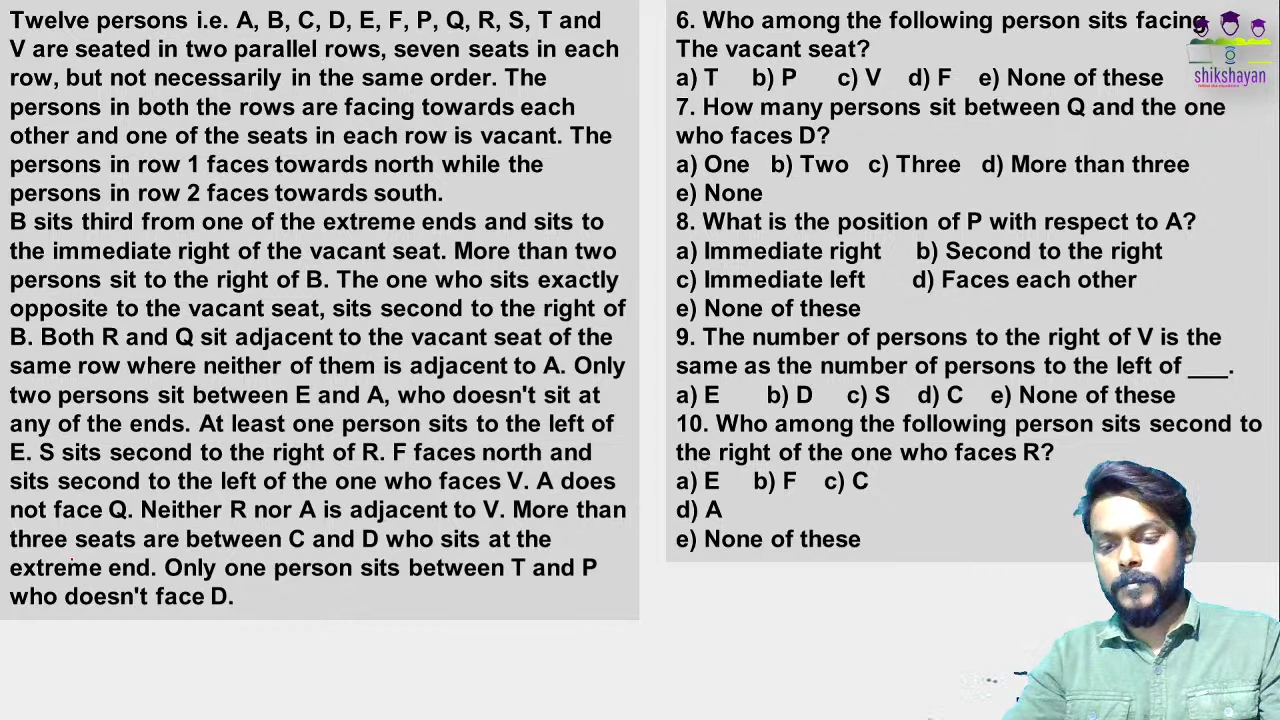 Twelve persons i.e. A, B, C, D, E, F, P, Q, R, S, T and
V are seated in two parallel rows, seven seats in each
row, but not necessarily in the same order. The
persons in both the rows are facing towards each
other and one of the seats in each row is vacant. The
persons in row 1 faces towards north while the
persons in row 2 faces towards south.
B sits third from one of the extreme ends and sits to
the immediate right of the vacant seat. More than two
persons sit to the right of B. The one who sits exactly
opposite to the vacant seat, sits second to the right of
B. Both R and Q sit adjacent to the vacant seat of the
same row where neither of them is adjacent to A. Only
two persons sit between E and A, who doesn't sit at
any of the ends. At least one person sits to the left of
E. S sits second to the right of R. F faces north and
sits second to the left of the one who faces V. A does
not face Q. Neither R nor A is adjacent to V. More than
three seats are between C and D who sits at the
extreme end. Only one person sits between T and P
who doesn't face D.
6. Who among the following person sits facing
The vacant seat?
a) T b) P c) V d) F e) None of these
7. How many persons sit between Q and the one
who faces D?
a) One b) Two c) Three d) More than three
e) None
8. What is the position of P with respect to A?
a) Immediate right b) Second to the right
c) Immediate left d) Faces each other
e) None of these
9. The number of persons to the right of V is the
same as the number of persons to the left of ___.
a) E b) D c) S d) C e) None of these
10. Who among the following person sits second to
the right of the one who faces R?
a) E b) F c) C
d) A
e) None of these
shikshayan